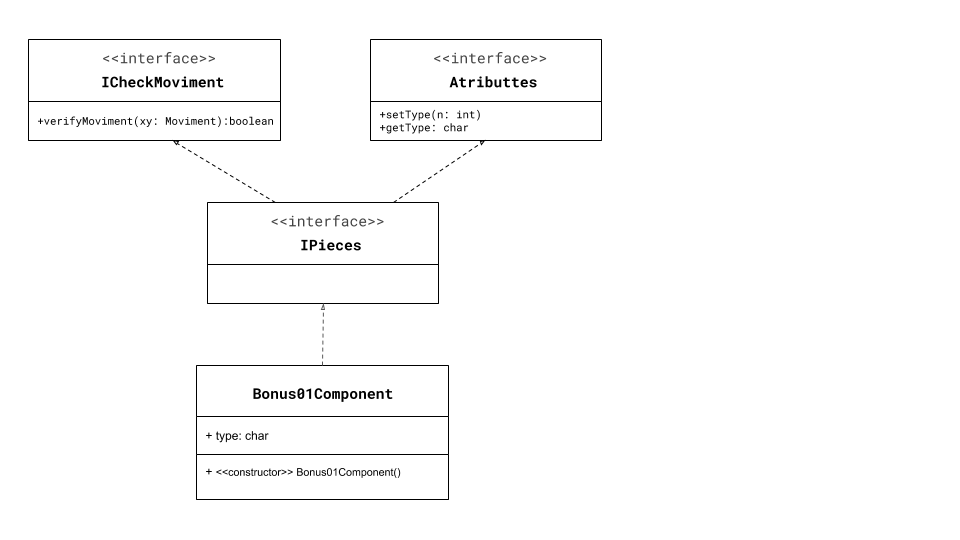 <<interface>>
ICheckMoviment
+verifyMoviment(xy: Moviment):boolean
<<interface>>
Atributtes
+setType(n: int)
+getType: char
<<interface>>
IPieces
Bonus01Component
+ type: char
+ <<constructor>> Bonus01Component()